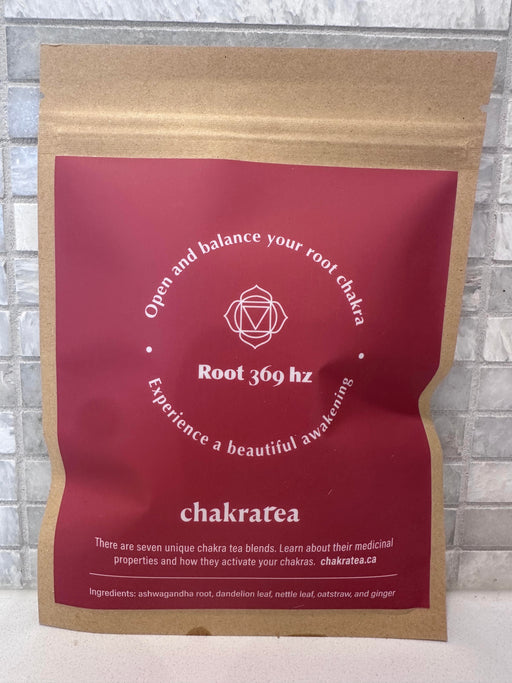 Open and balance your root chakra
Root 369 hz
Experience a beautiful awakening
chakratea
There are seven unique chakra tea blends. Learn about their medicinal
properties and how they activate your chakras. chakratea.ca
Ingredients: ashwagandha root, dandelion leaf, nettle leaf, oatstraw, and ginger